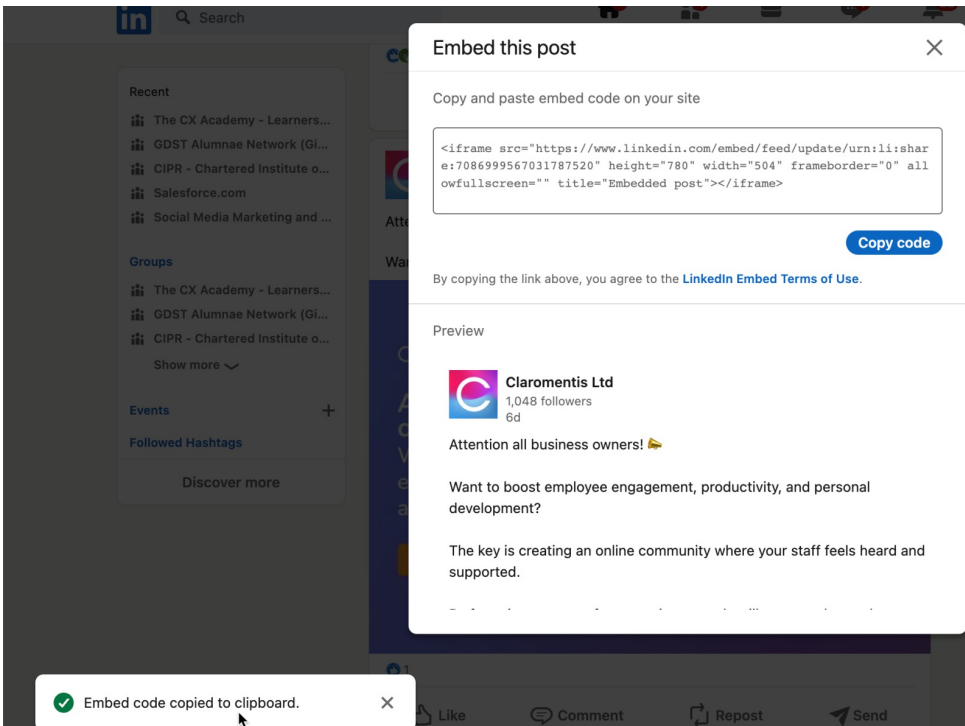 in
Search
Recent
The CX Academy - Learners...
GDST Alumnae Network (Gi...
CIPR - Chartered Institute o...
Salesforce.com
Social Media Marketing and ...
Groups
The CX Academy - Learners...
GDST Alumnae Network (Gi...
CIPR - Chartered Institute o...
Show more
Events
Followed Hashtags
Discover more
Embed this post
Copy and paste embed code on your site
<iframe src="https://www.linkedin.com/embed/feed/update/urn:li:shar
e:7086999567031787520" height="780" width="504" frameborder="0" all
owfullscreen="" title="Embedded post"></iframe>
Copy code
By copying the link above, you agree to the LinkedIn Embed Terms of Use.
Preview
Claromentis Ltd
1,048 followers
6d
Attention all business owners!
Want to boost employee engagement, productivity, and personal
development?
The key is creating an online community where your staff feels heard and
supported.
1
Like
Comment
Repost
Send
Embed code copied to clipboard.